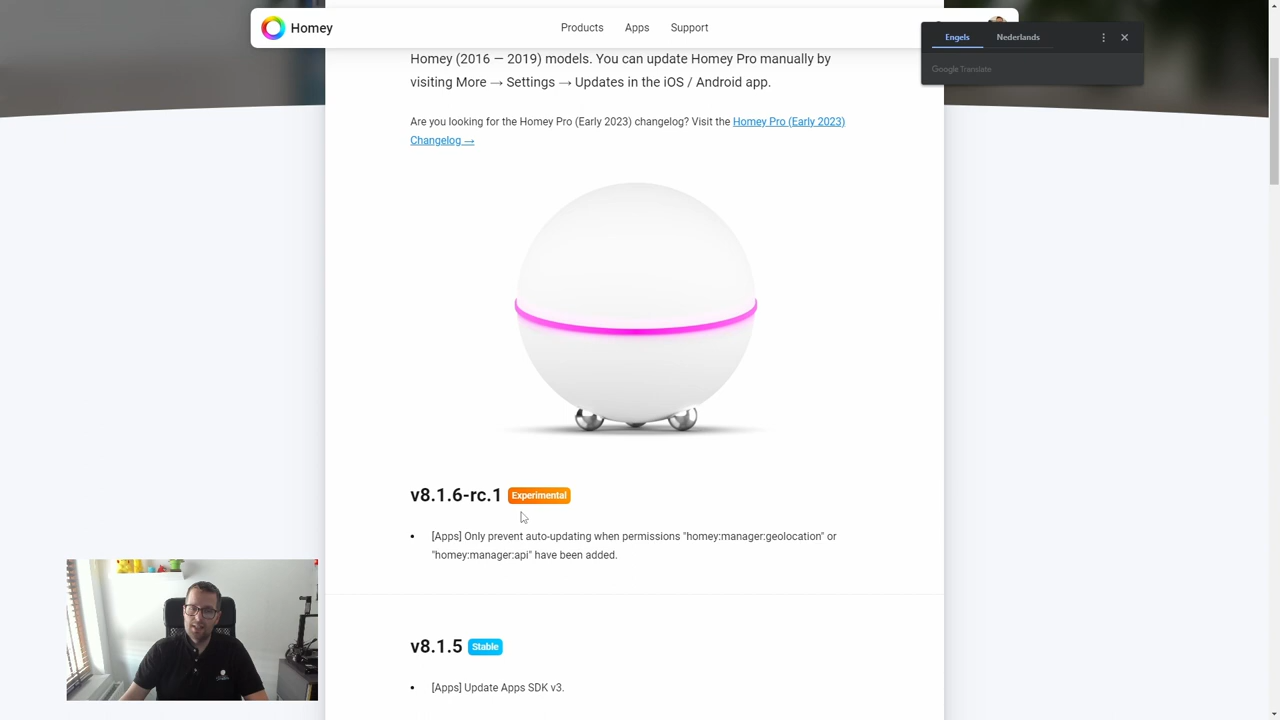 Homey
Products
Apps
Support
Engels
Nederlands
Google Translate
Homey (2016 — 2019) models. You can update Homey Pro manually by
visiting More → Settings → Updates in the iOS / Android app.
Are you looking for the Homey Pro (Early 2023) changelog? Visit the Homey Pro (Early 2023)
Changelog →
v8.1.6-rc.1 Experimental
[Apps] Only prevent auto-updating when permissions "homey:manager:geolocation" or
"homey:manager:api" have been added.
v8.1.5 Stable
[Apps] Update Apps SDK v3.